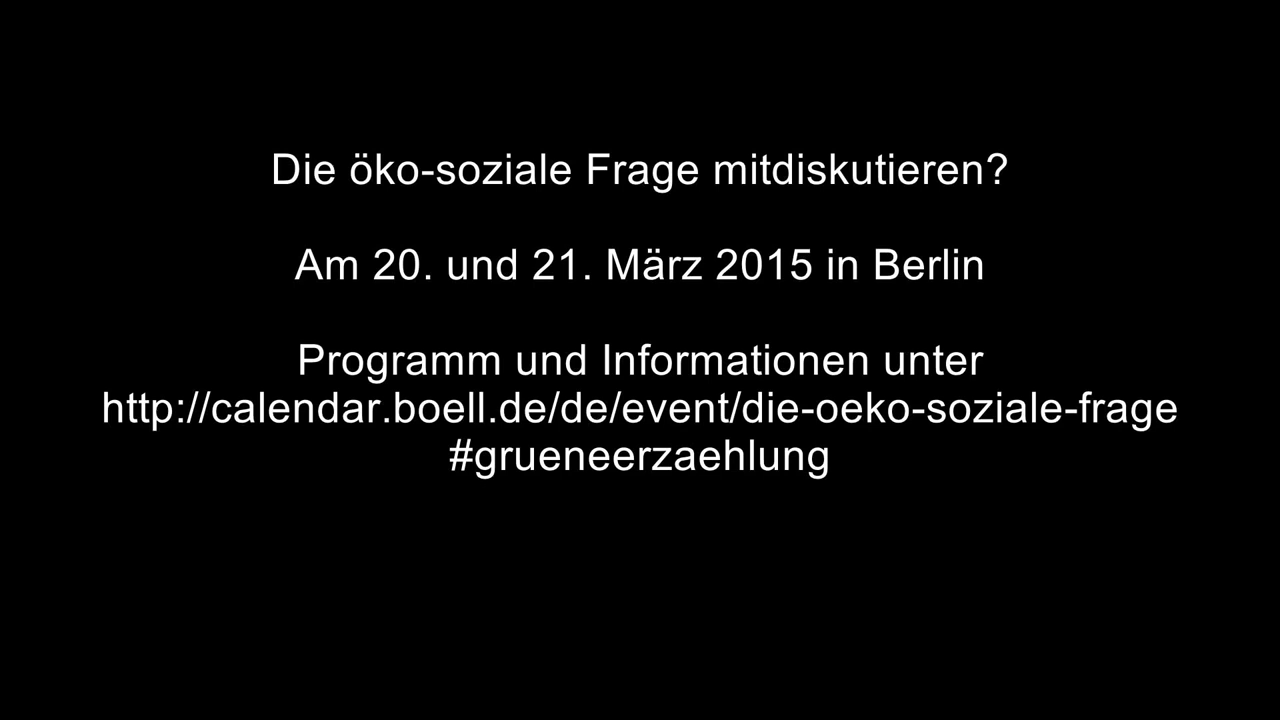 Die öko-soziale Frage mitdiskutieren?
Am 20. und 21. März 2015 in Berlin
Programm und Informationen unter
http://calendar.boell.de/de/event/die-oeko-soziale-frage
#grueneerzaehlung